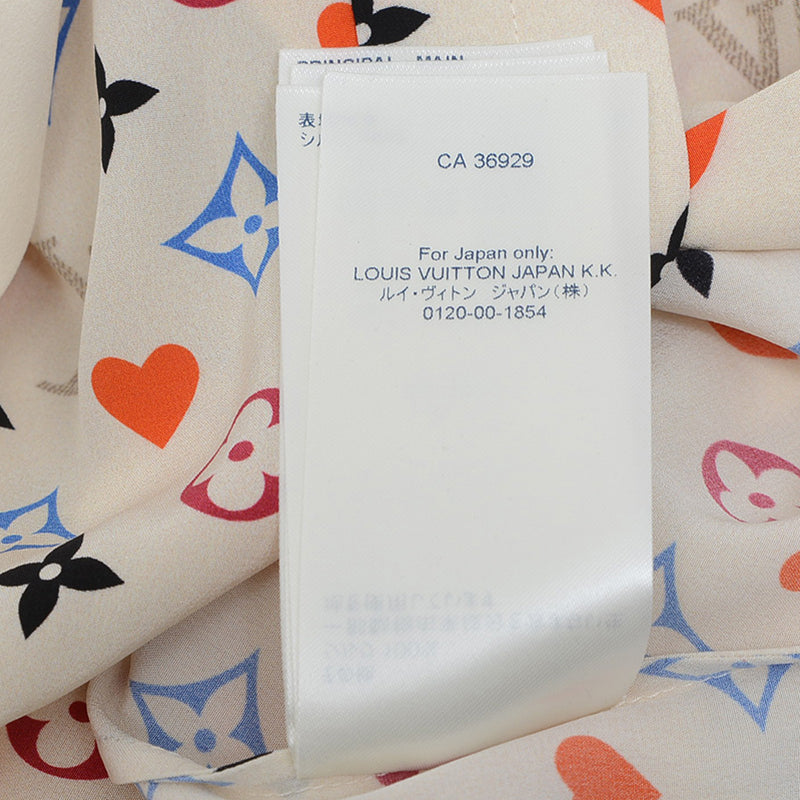 PRINCIPAL MAIN
表
シル
CA 36929
For Japan only:
LOUIS VUITTON JAPAN K.K.
ルイ・ヴィトン ジャパン(株)
0120-00-1854